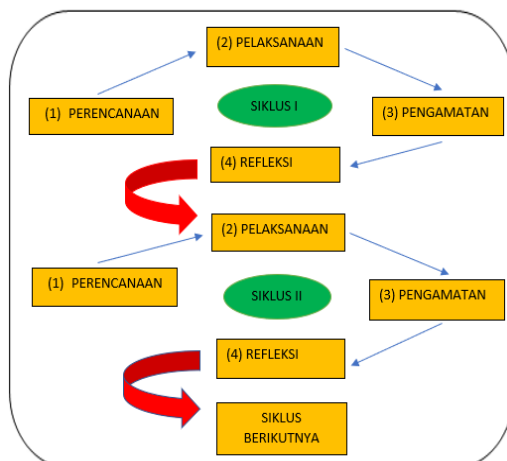 (2) PELAKSANAAN
SIKLUS I
(1) PERENCANAAN
(3) PENGAMATAN
(4) REFLEKSI
(2) PELAKSANAAN
(1) PERENCANAAN
SIKLUS II
(3) PENGAMATAN
(4) REFLEKSI
SIKLUS
BERIKUTNYA